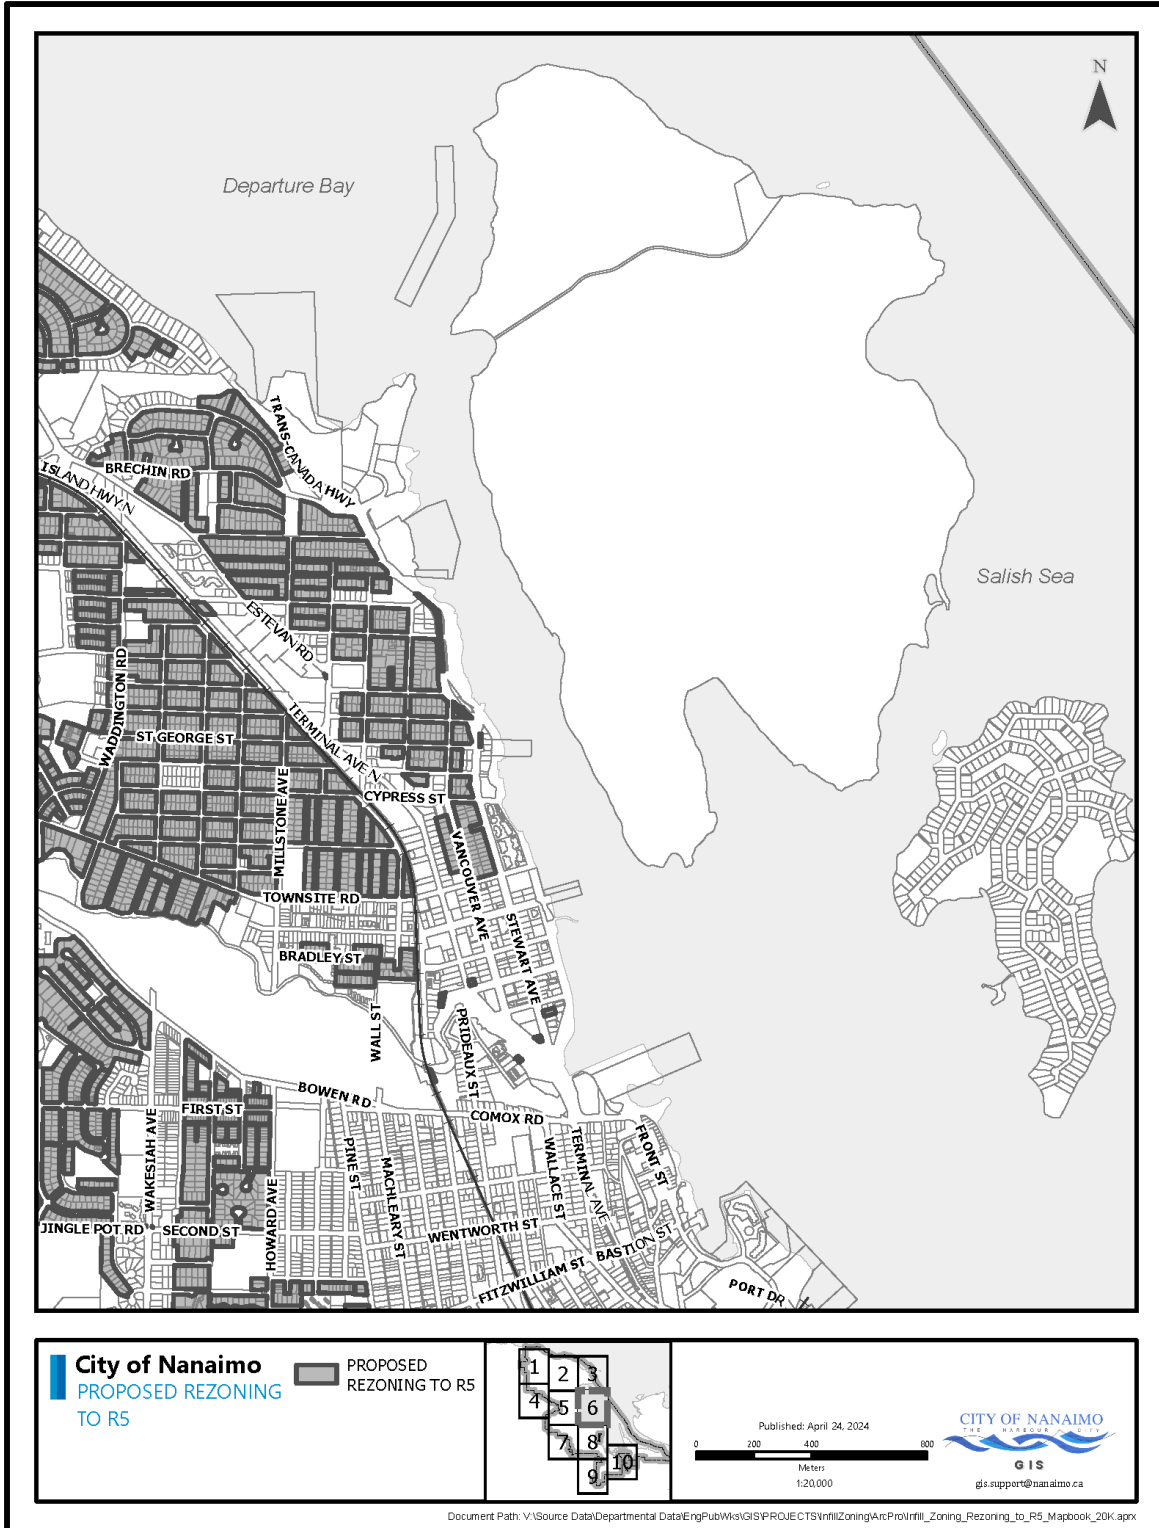 N
Departure Bay
Salish Sea
TRANS-CANADA HWY
BRECHIN RD
ISLAND HWY N
ESTEVAN RD
WADDINGTON RD
ST GEORGE ST
TERMINAL AVE N
MILLSTONE AVE
CYPRESS ST
VANCOUVER AVE
TOWNSITE RD
STEWART AVE
BRADLEY ST
WALL ST
PRIDEAUX ST
BOWEN RD
COMOX RD
FIRST ST
WAKESIAH AVE
PINE ST
MACHLEARY ST
WALLACE ST
TERMINAL AVE
FRONT ST
HOWARD AVE
JINGLE POT RD
SECOND ST
WENTWORTH ST
BASTION ST
FITZWILLIAM ST
PORT DR
City of Nanaimo
PROPOSED REZONING
TO R5
PROPOSED
REZONING TO R5
1
2
3
4
5
6
7
8
9
10
Published: April 24, 2024
0 200 400 800
Meters
1:20,000
CITY OF NANAIMO
THE HARBOUR CITY
GIS
gis.support@nanaimo.ca
Document Path: V:\Source Data\Departmental Data\EngPubWks\GIS\PROJECTS\InfillZoning\ArcPro\Infill_Zoning_Rezoning_to_R5_Mapbook_20K.aprx